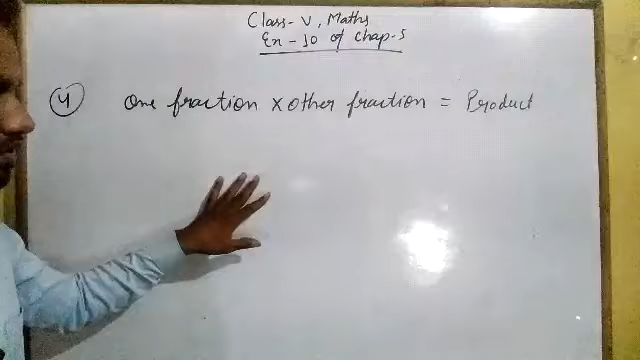 Class-V, Maths
Ex-10 of Chap-5
④ One fraction × other fraction = Product